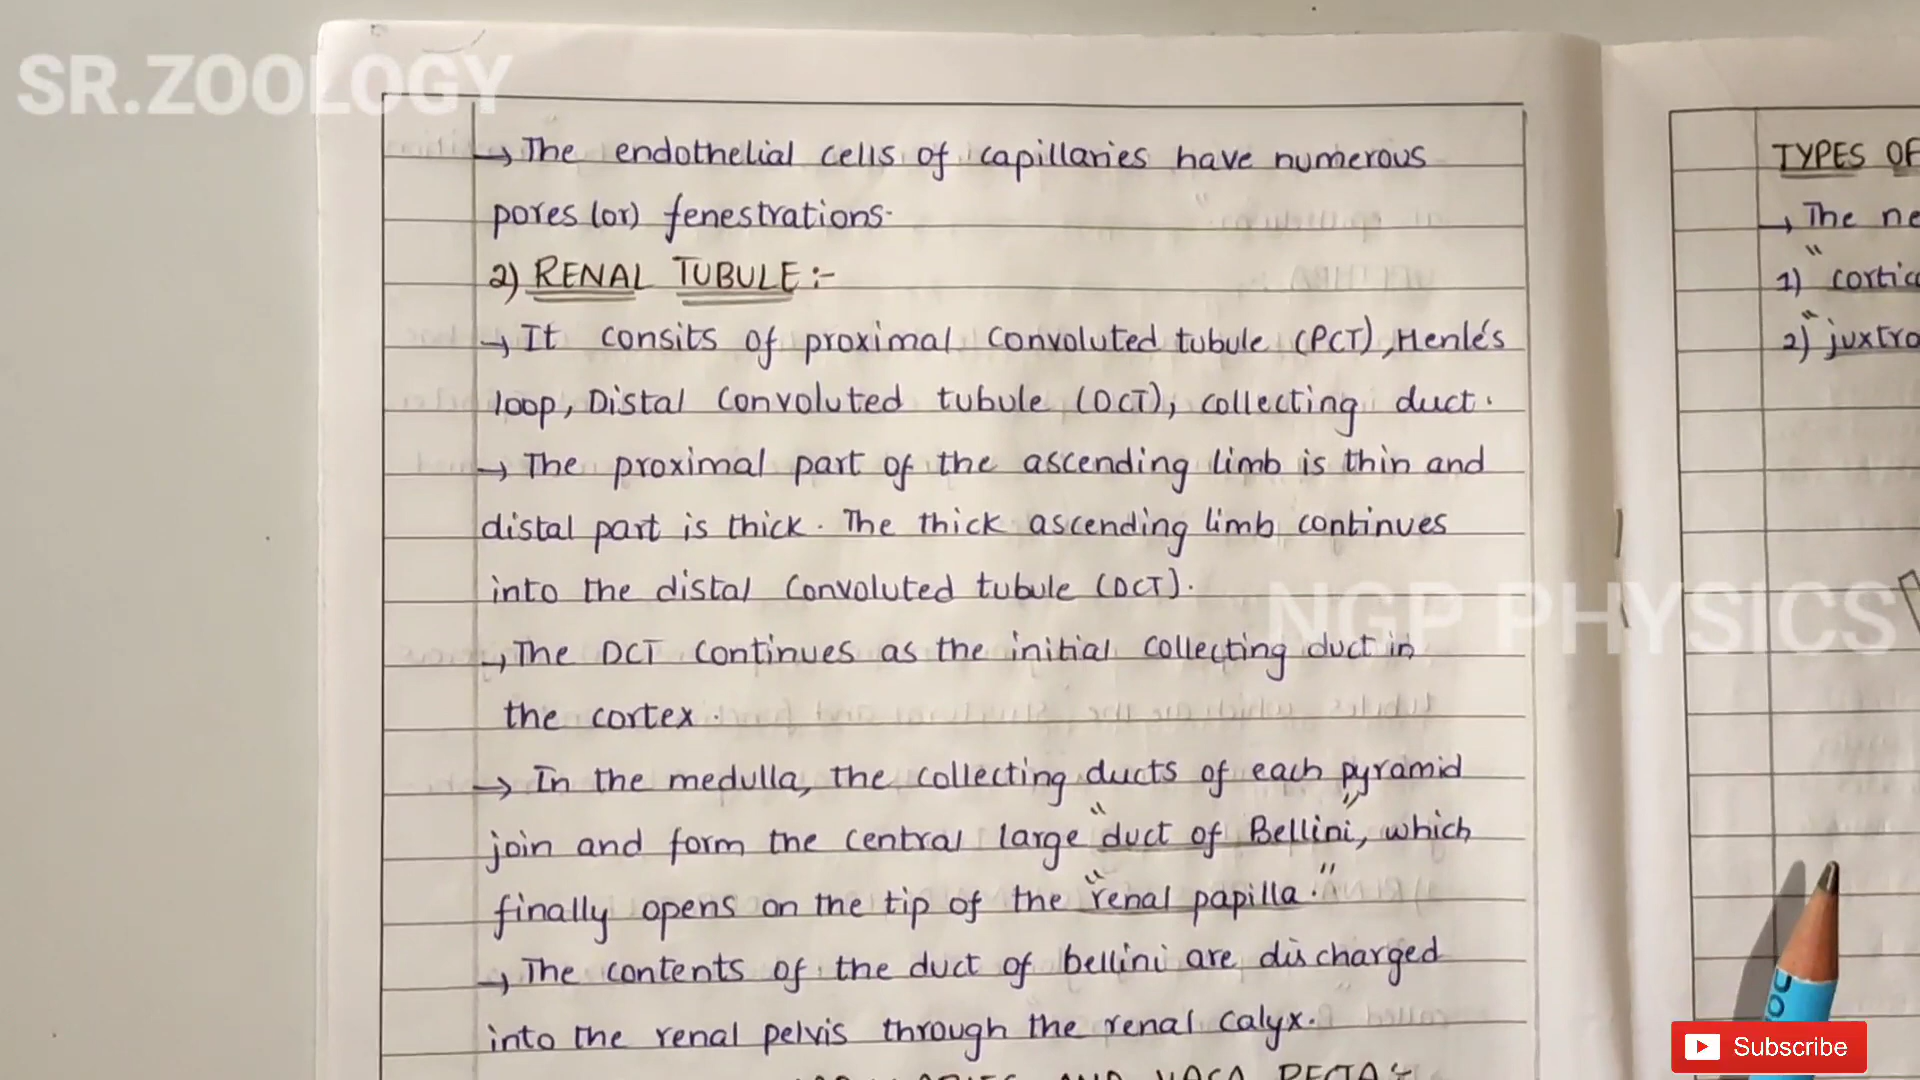 SR.ZOOLOGY
→ The endothelial cells of capillaries have numerous
pores (or) fenestrations.
2) RENAL TUBULE :-
→ It consits of proximal convoluted tubule (PCT), Henle's
loop, Distal convoluted tubule (DCT), collecting duct.
→ The proximal part of the ascending limb is thin and
distal part is thick. The thick ascending limb continues
into the distal convoluted tubule (DCT).
→ The DCT continues as the initial collecting duct in
the cortex.
→ In the medulla, the collecting ducts of each pyramid
join and form the central large "duct of Bellini", which
finally opens on the tip of the "renal papilla."
→ The contents of the duct of bellini are discharged
into the renal pelvis through the renal calyx.
AND VASA RECTA :-
TYPES OF
→ The ne
1) "cortic
2) "juxtra
NGP PHYSICS
Subscribe